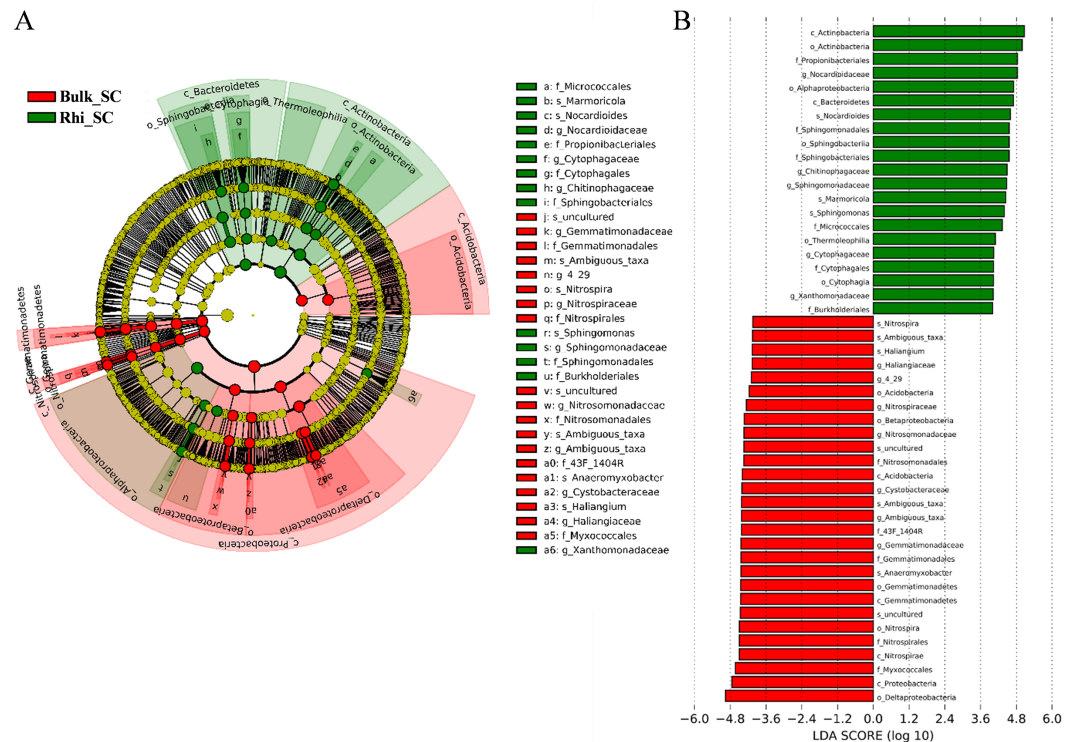 A
B
Bulk_SC
Rhi_SC
c_Bacteroidetes
o_Sphingobacteriia
o_Cytophagia
o_Thermoleophilia
c_Actinobacteria
o_Actinobacteria
c_Acidobacteria
o_Acidobacteria
i
h
g
f
e
d
a
c_Gemmatimonadetes
o_Alphaproteobacteria
o_Betaproteobacteria
o_Deltaproteobacteria
c_Proteobacteria
r
s
u
x
w
z
a0
a5
a6
a: f_Micrococcales
b: s_Marmoricola
c: s_Nocardioides
d: g_Nocardioidaceae
e: f_Propionibacteriales
f: g_Cytophagaceae
g: f_Cytophagales
h: g_Chitinophagaceae
i: f_Sphingobacteriales
j: s_uncultured
k: g_Gemmatimonadaceae
l: f_Gemmatimonadales
m: s_Ambiguous_taxa
n: g_4_29
o: s_Nitrospira
p: g_Nitrospiraceae
q: f_Nitrospirales
r: s_Sphingomonas
s: g_Sphingomonadaceae
t: f_Sphingomonadales
u: f_Burkholderiales
v: s_uncultured
w: g_Nitrosomonadaceae
x: f_Nitrosomonadales
y: s_Ambiguous_taxa
z: g_Ambiguous_taxa
a0: f_43F_1404R
a1: s_Anaeromyxobacter
a2: g_Cystobacteraceae
a3: s_Haliangium
a4: g_Haliangiaceae
a5: f_Myxococcales
a6: g_Xanthomonadaceae
c_Actinobacteria
o_Actinobacteria
f_Propionibacteriales
g_Nocardioidaceae
o_Alphaproteobacteria
c_Bacteroidetes
s_Nocardioides
f_Sphingomonadales
o_Sphingobacteriia
f_Sphingobacteriales
g_Chitinophagaceae
g_Sphingomonadaceae
s_Marmoricola
s_Sphingomonas
f_Micrococcales
o_Thermoleophilia
g_Cytophagaceae
f_Cytophagales
o_Cytophagia
g_Xanthomonadaceae
f_Burkholderiales
s_Nitrospira
s_Ambiguous_taxa
s_Haliangium
g_Haliangiaceae
g_4_29
o_Acidobacteria
g_Nitrospiraceae
o_Betaproteobacteria
g_Nitrosomonadaceae
s_uncultured
f_Nitrosomonadales
c_Acidobacteria
g_Cystobacteraceae
s_Ambiguous_taxa
g_Ambiguous_taxa
f_43F_1404R
g_Gemmatimonadaceae
f_Gemmatimonadales
s_Anaeromyxobacter
o_Gemmatimonadetes
c_Gemmatimonadetes
s_uncultured
o_Nitrospira
f_Nitrospirales
c_Nitrospirae
f_Myxococcales
c_Proteobacteria
o_Deltaproteobacteria
−6.0 −4.8 −3.6 −2.4 −1.2 0.0 1.2 2.4 3.6 4.8 6.0
LDA SCORE (log 10)